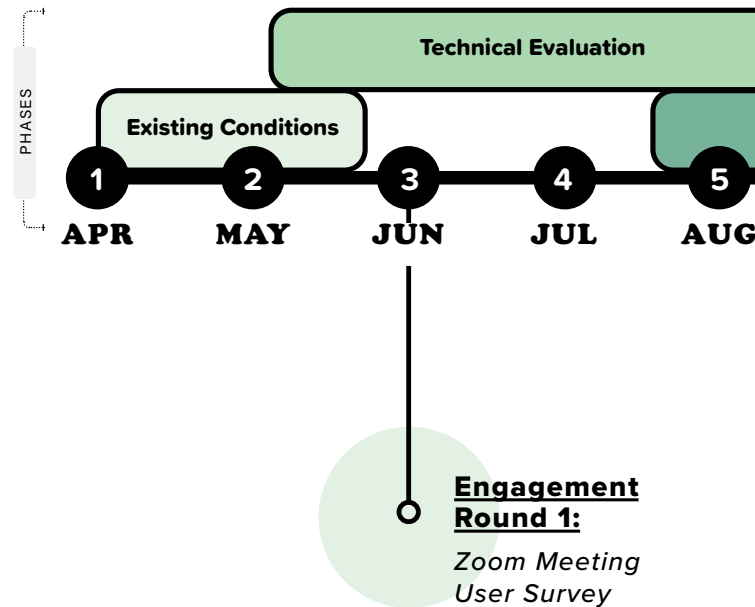 PHASES
Technical Evaluation
Existing Conditions
1 2 3 4 5
APR MAY JUN JUL AUG
Engagement
Round 1:
Zoom Meeting
User Survey